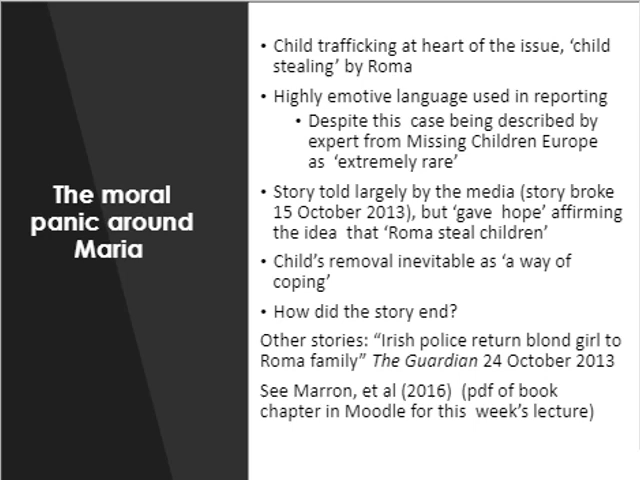 The moral
panic around
Maria
• Child trafficking at heart of the issue, ‘child
stealing’ by Roma
• Highly emotive language used in reporting
• Despite this case being described by
expert from Missing Children Europe
as ‘extremely rare’
• Story told largely by the media (story broke
15 October 2013), but ‘gave hope’ affirming
the idea that ‘Roma steal children’
• Child’s removal inevitable as ‘a way of
coping’
• How did the story end?
Other stories: “Irish police return blond girl to
Roma family” The Guardian 24 October 2013
See Marron, et al (2016) (pdf of book
chapter in Moodle for this week’s lecture)